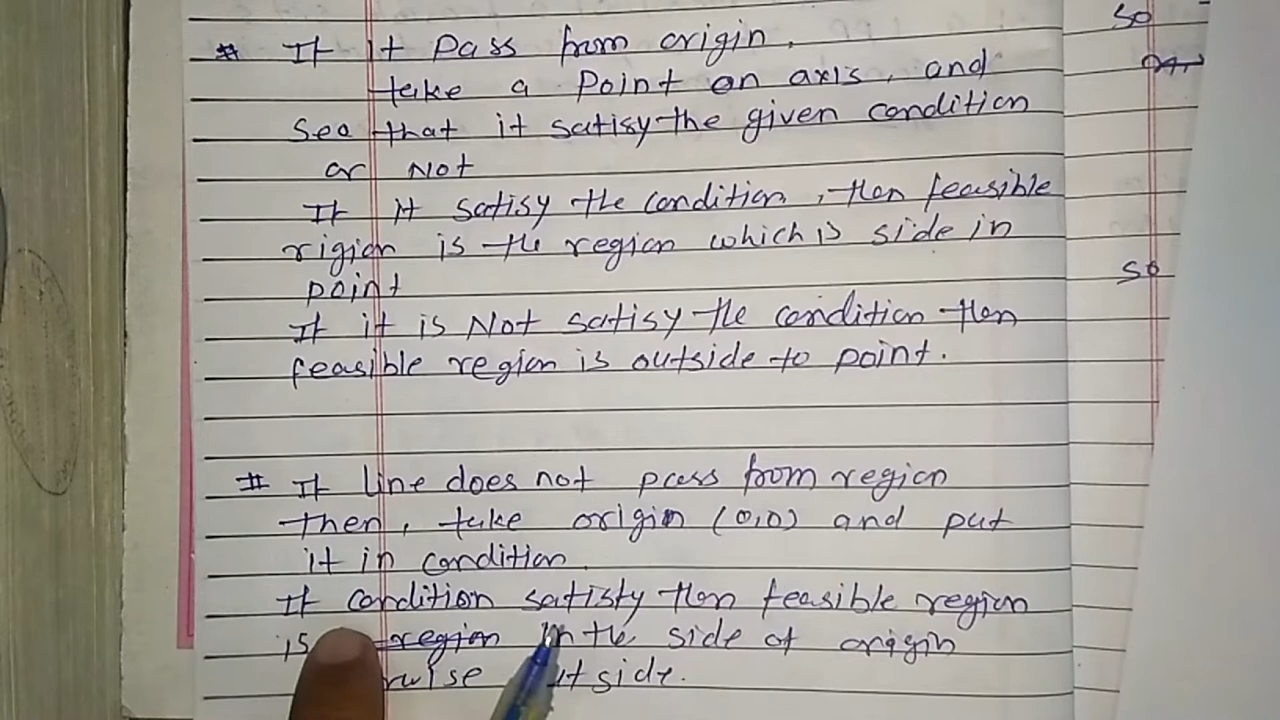 # If it Pass from origin,
take a Point on axis, and
See that it satisy the given condition
or Not
If it satisy the condition, then feasible
rigion is the region which is side in
point
If it is Not satisy the condition then
feasible region is outside to point.
# If line does not pass from region
then, take origin (0,0) and put
it in condition.
If condition satisfy then feasible region
is region in the side of origin
side.
So
So